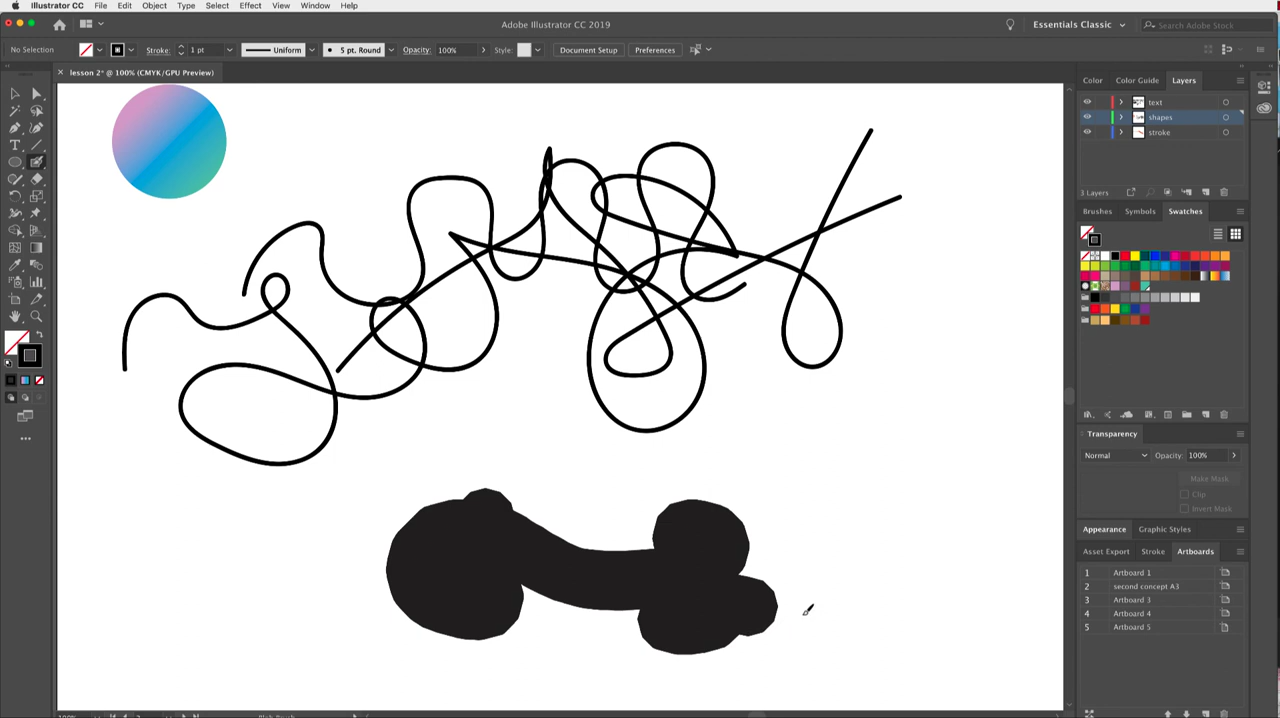 Illustrator CC File Edit Object Type Select Effect View Window Help
Adobe Illustrator CC 2019
Essentials Classic
Search Adobe Stock
No Selection Stroke: 1 pt Uniform 5 pt. Round Opacity: 100% Style: Document Setup Preferences
lesson 2* @ 100% (CMYK/GPU Preview)
Color Color Guide Layers
text
shapes
stroke
3 Layers
Brushes Symbols Swatches
Transparency
Normal Opacity: 100%
Make Mask
Clip
Invert Mask
Appearance Graphic Styles
Asset Export Stroke Artboards
1 Artboard 1
2 second concept A3
3 Artboard 3
4 Artboard 4
5 Artboard 5